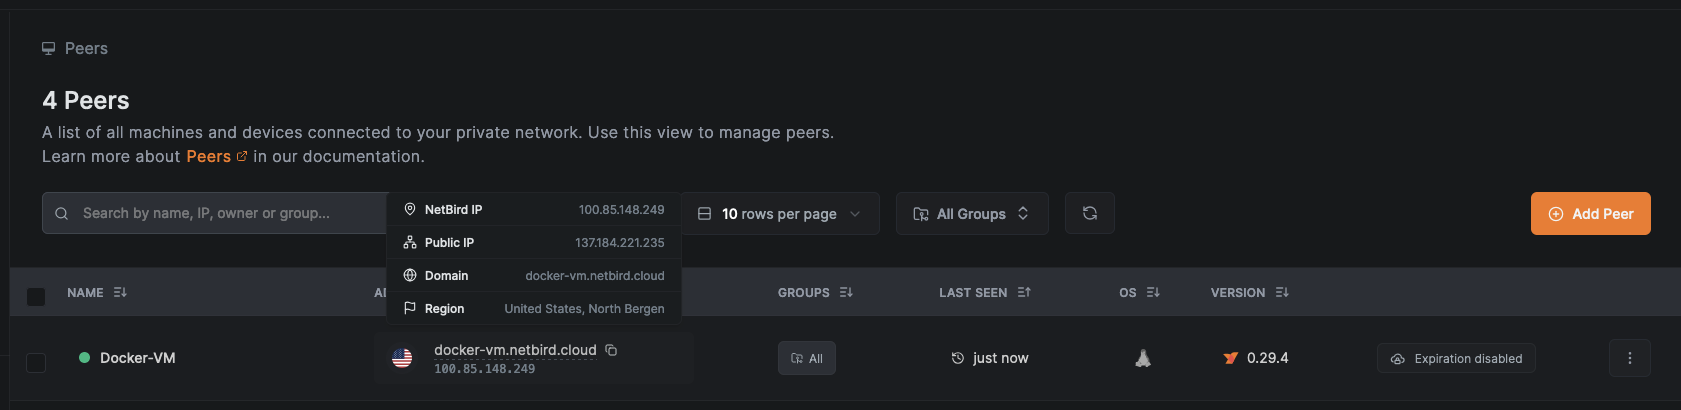 Peers
4 Peers
A list of all machines and devices connected to your private network. Use this view to manage peers.
Learn more about Peers in our documentation.
Search by name, IP, owner or group...
NetBird IP 100.85.148.249
Public IP 137.184.221.235
Domain docker-vm.netbird.cloud
Region United States, North Bergen
10 rows per page
All Groups
Add Peer
NAME
GROUPS
LAST SEEN
OS
VERSION
Docker-VM
docker-vm.netbird.cloud
100.85.148.249
All
just now
0.29.4
Expiration disabled